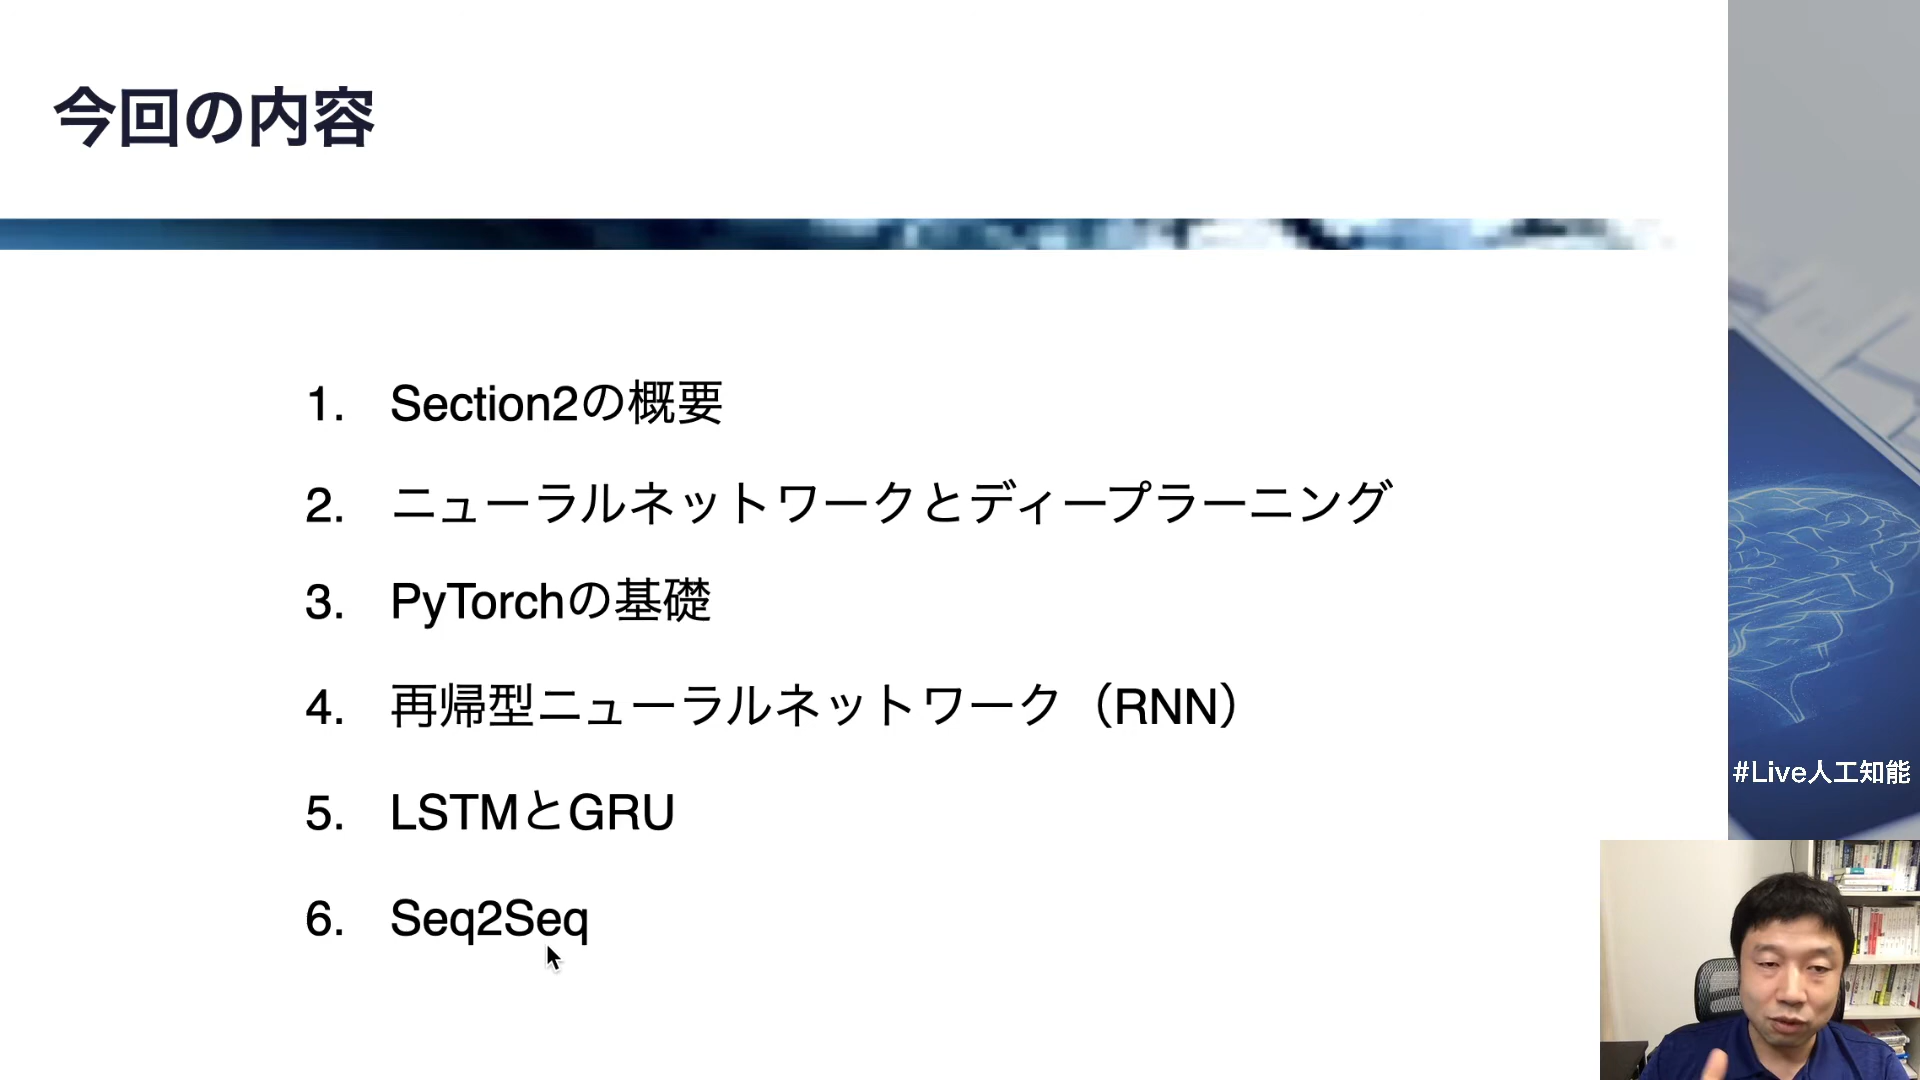 今回の内容
1. Section2の概要
2. ニューラルネットワークとディープラーニング
3. PyTorchの基礎
4. 再帰型ニューラルネットワーク（RNN）
5. LSTMとGRU
6. Seq2Seq
#Live人工知能